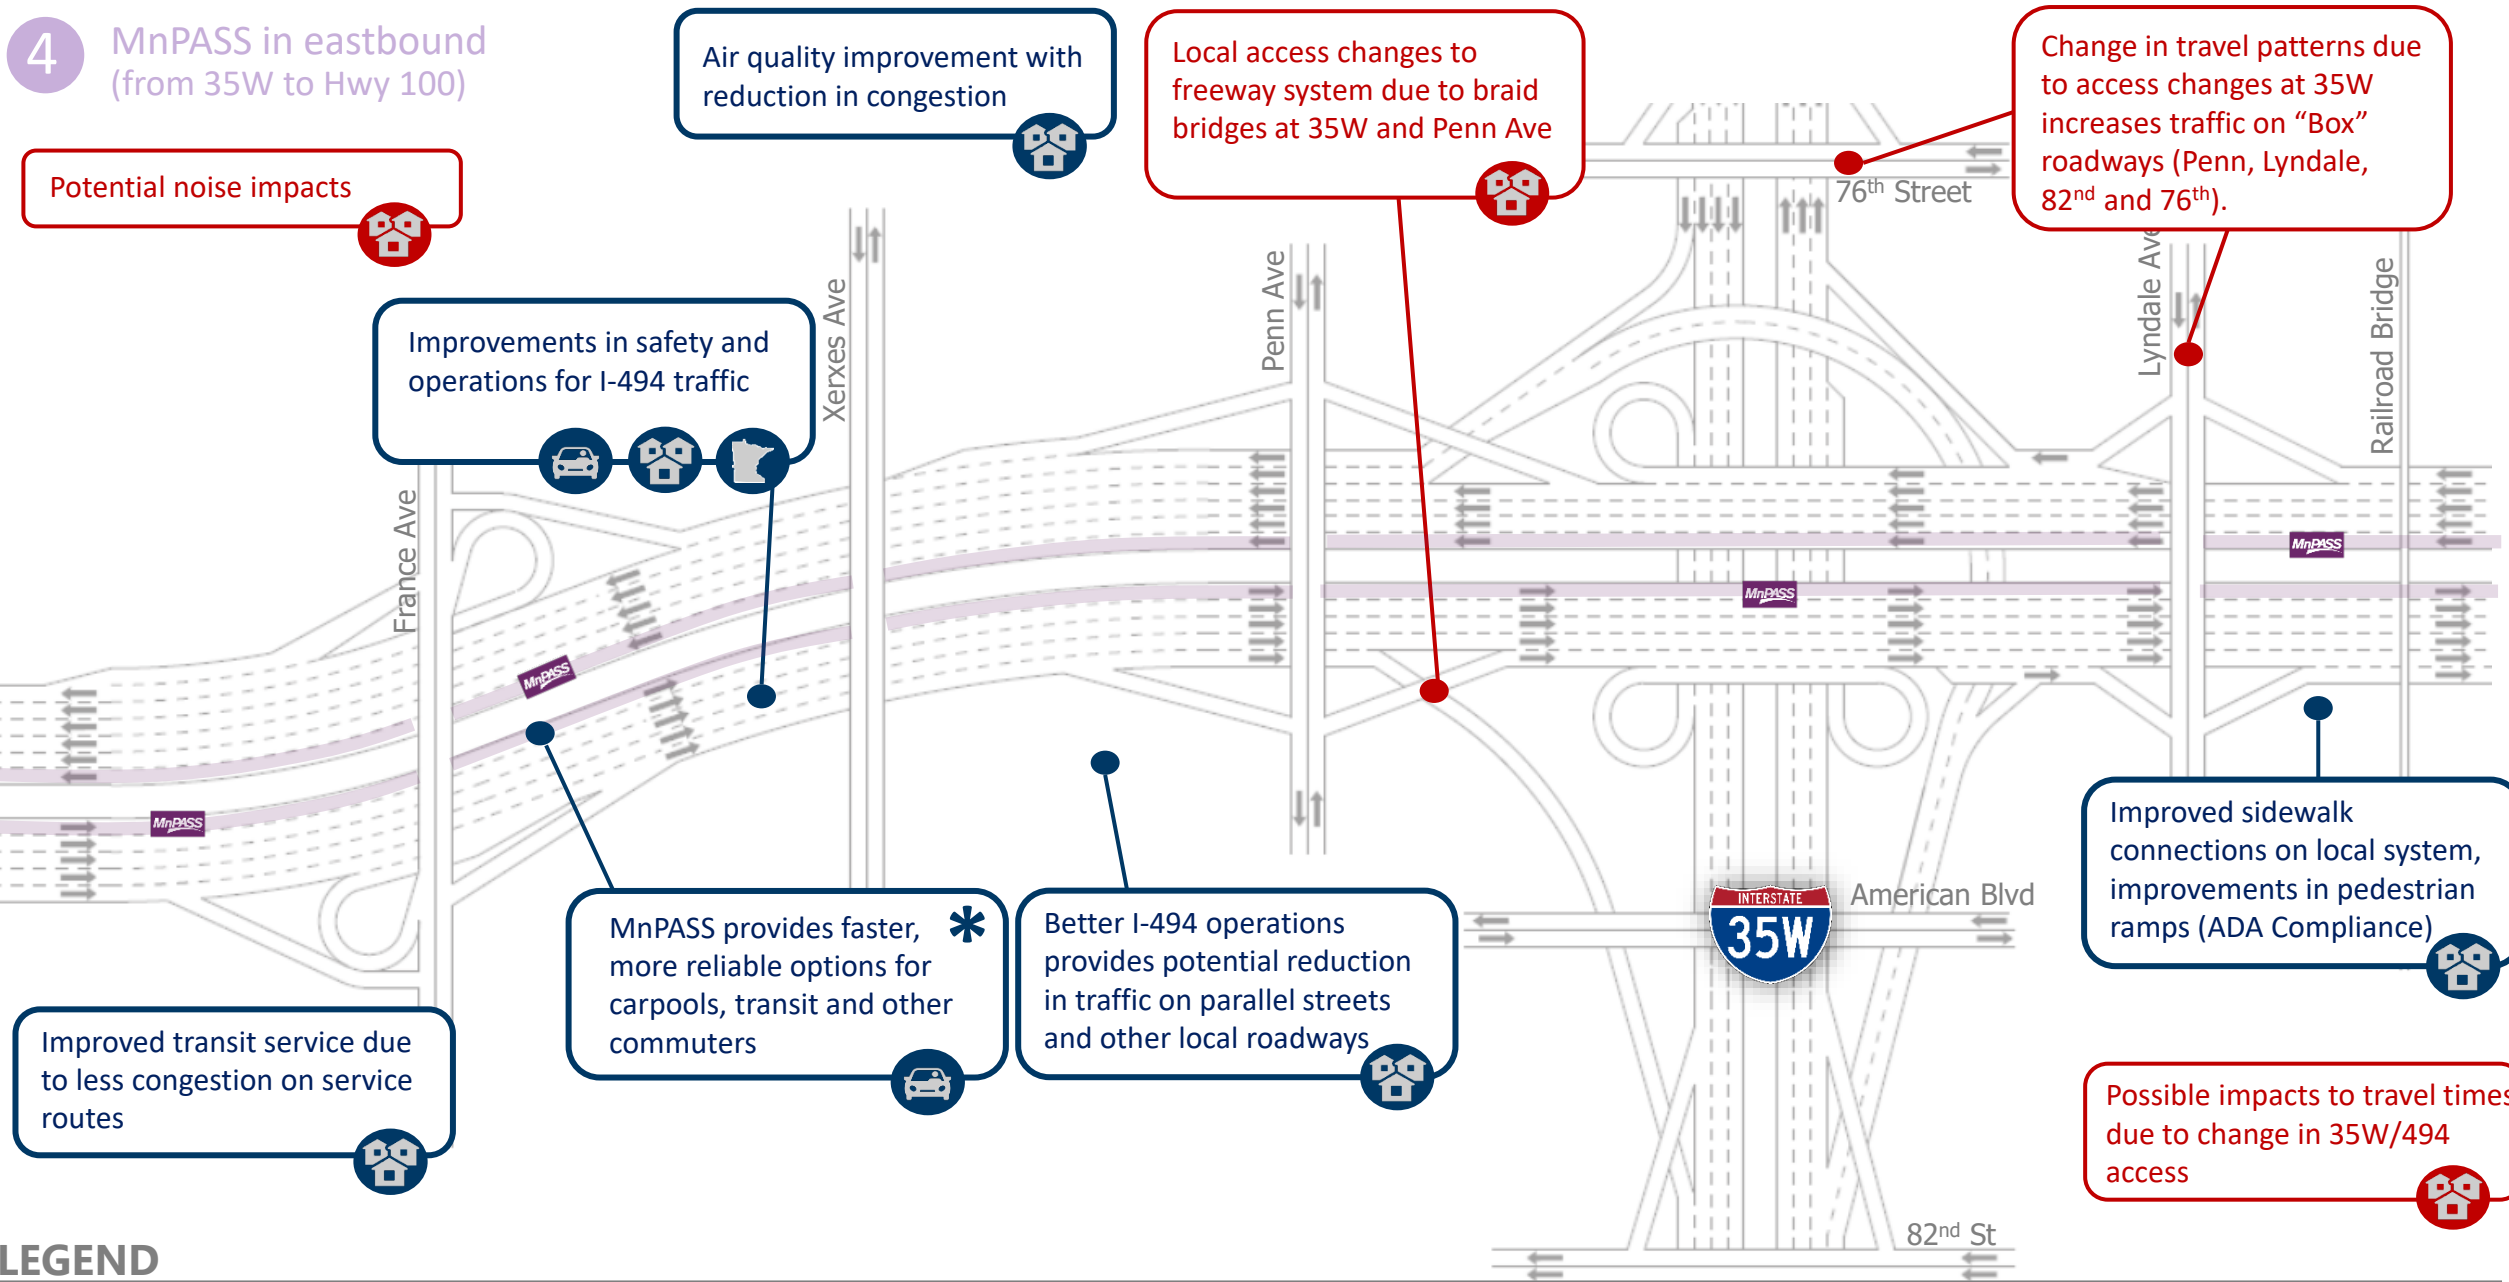 4
MnPASS in eastbound
(from 35W to Hwy 100)
Air quality improvement with
reduction in congestion
Local access changes to
freeway system due to braid
bridges at 35W and Penn Ave
Change in travel patterns due
to access changes at 35W
increases traffic on “Box”
roadways (Penn, Lyndale,
82nd and 76th).
Potential noise impacts
76th Street
Improvements in safety and
operations for I-494 traffic
Xerxes Ave
Penn Ave
Lyndale Ave
Railroad Bridge
France Ave
MnPASS
MnPASS
MnPASS
MnPASS
MnPASS provides faster,
more reliable options for
carpools, transit and other
commuters
*
Better I-494 operations
provides potential reduction
in traffic on parallel streets
and other local roadways
INTERSTATE
35W
American Blvd
Improved sidewalk
connections on local system,
improvements in pedestrian
ramps (ADA Compliance)
Improved transit service due
to less congestion on service
routes
Possible impacts to travel times
due to change in 35W/494
access
82nd St
LEGEND